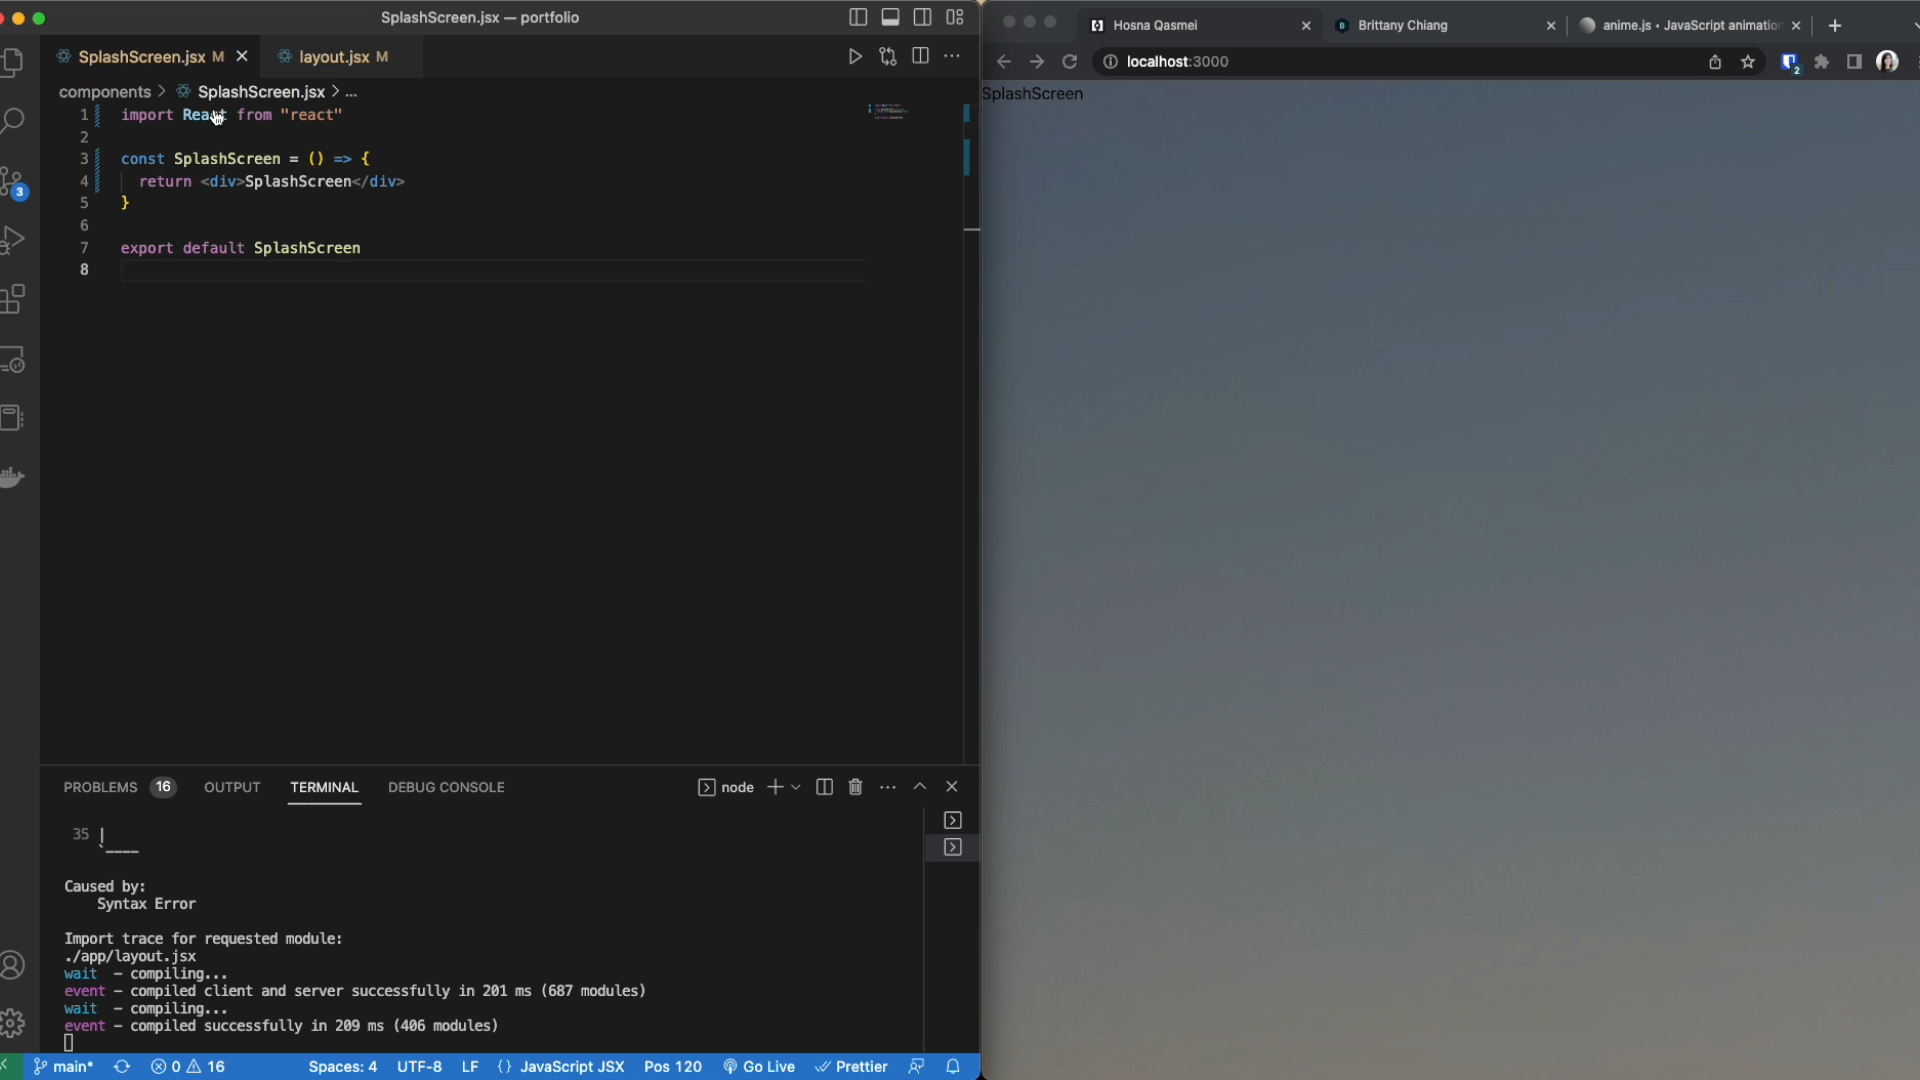 SplashScreen.jsx — portfolio
SplashScreen.jsx M
layout.jsx M
components > SplashScreen.jsx > ...
1 import React from "react"
2
3 const SplashScreen = () => {
4 return <div>SplashScreen</div>
5 }
6
7 export default SplashScreen
8
3
PROBLEMS 16 OUTPUT TERMINAL DEBUG CONSOLE
node
35 |
`____
Caused by:
Syntax Error
Import trace for requested module:
./app/layout.jsx
wait - compiling...
event - compiled client and server successfully in 201 ms (687 modules)
wait - compiling...
event - compiled successfully in 209 ms (406 modules)
main* 0 16 Spaces: 4 UTF-8 LF {} JavaScript JSX Pos 120 Go Live Prettier
Hosna Qasmei
Brittany Chiang
anime.js • JavaScript animatio
localhost:3000
2
SplashScreen